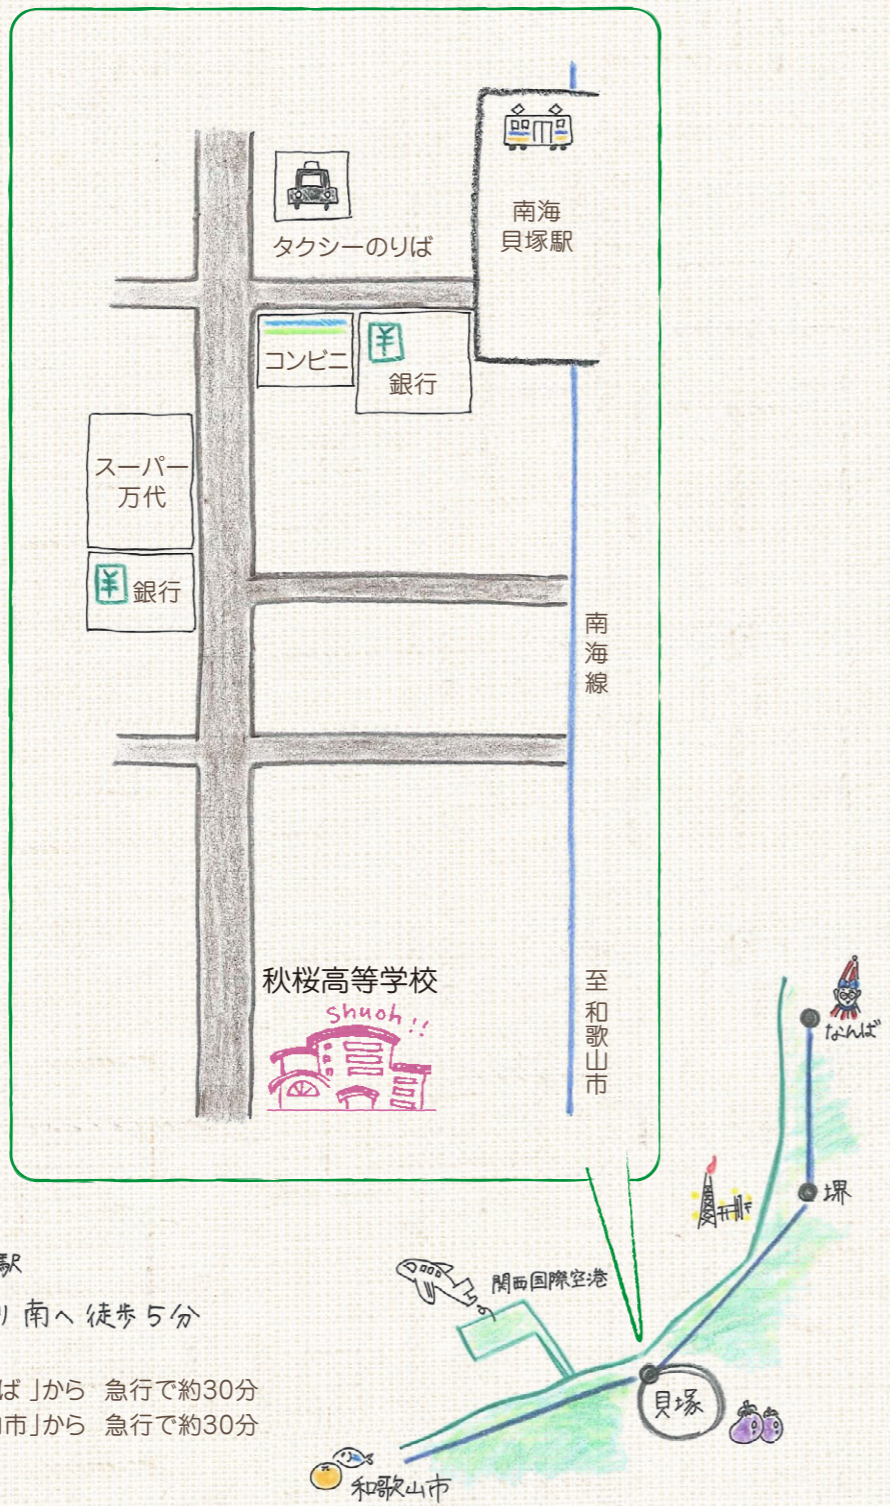 南海
貝塚駅
タクシーのりば
コンビニ
銀行
スーパー
万代
銀行
南海線
秋桜高等学校
shuoh!!
至 和歌山市
なんば
堺
駅
り 南へ 徒歩 5分
関西国際空港
ば 」から 急行で約30分
市」から 急行で約30分
貝塚
和歌山市